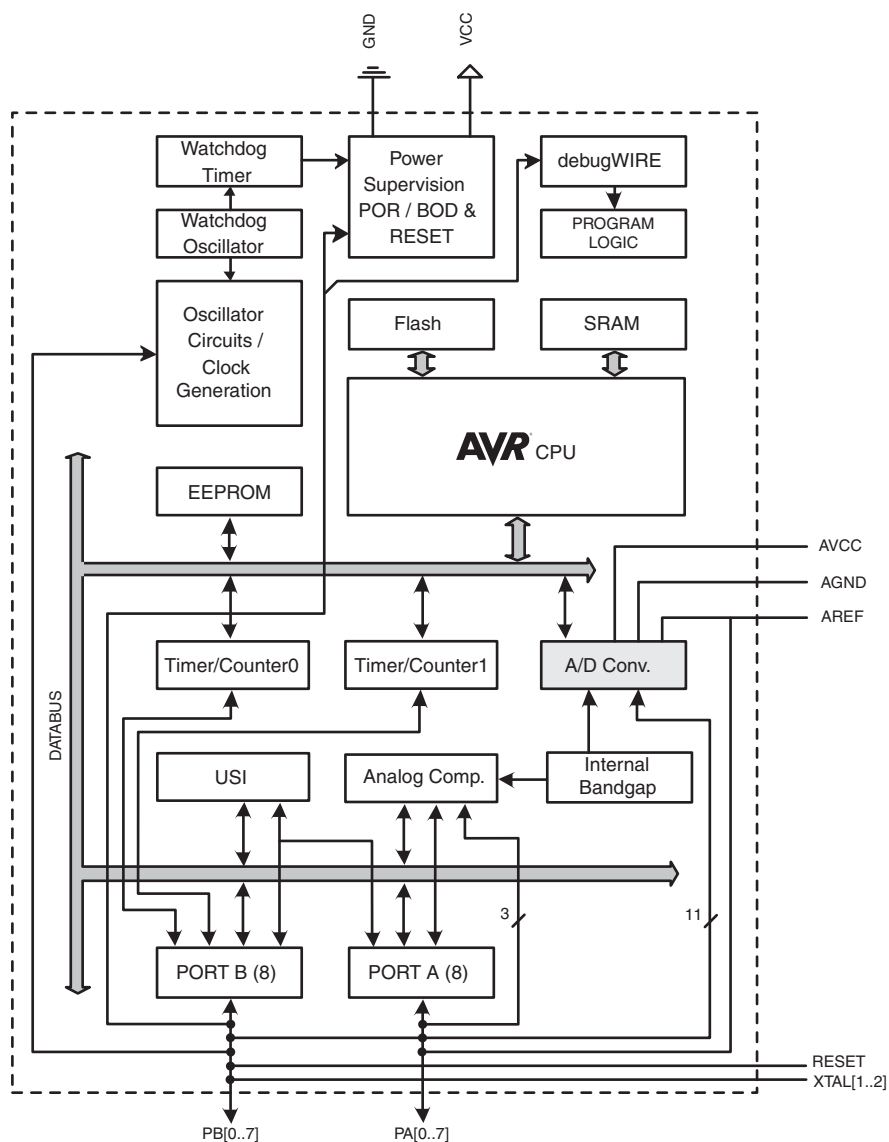 GND
VCC
Watchdog
Timer
Power
Supervision
POR / BOD &
RESET
debugWIRE
Watchdog
Oscillator
PROGRAM
LOGIC
Oscillator
Circuits /
Clock
Generation
Flash
SRAM
AVR CPU
EEPROM
AVCC
AGND
AREF
Timer/Counter0
Timer/Counter1
A/D Conv.
DATABUS
USI
Analog Comp.
Internal
Bandgap
3
11
PORT B (8)
PORT A (8)
RESET
XTAL[1..2]
PB[0..7]
PA[0..7]